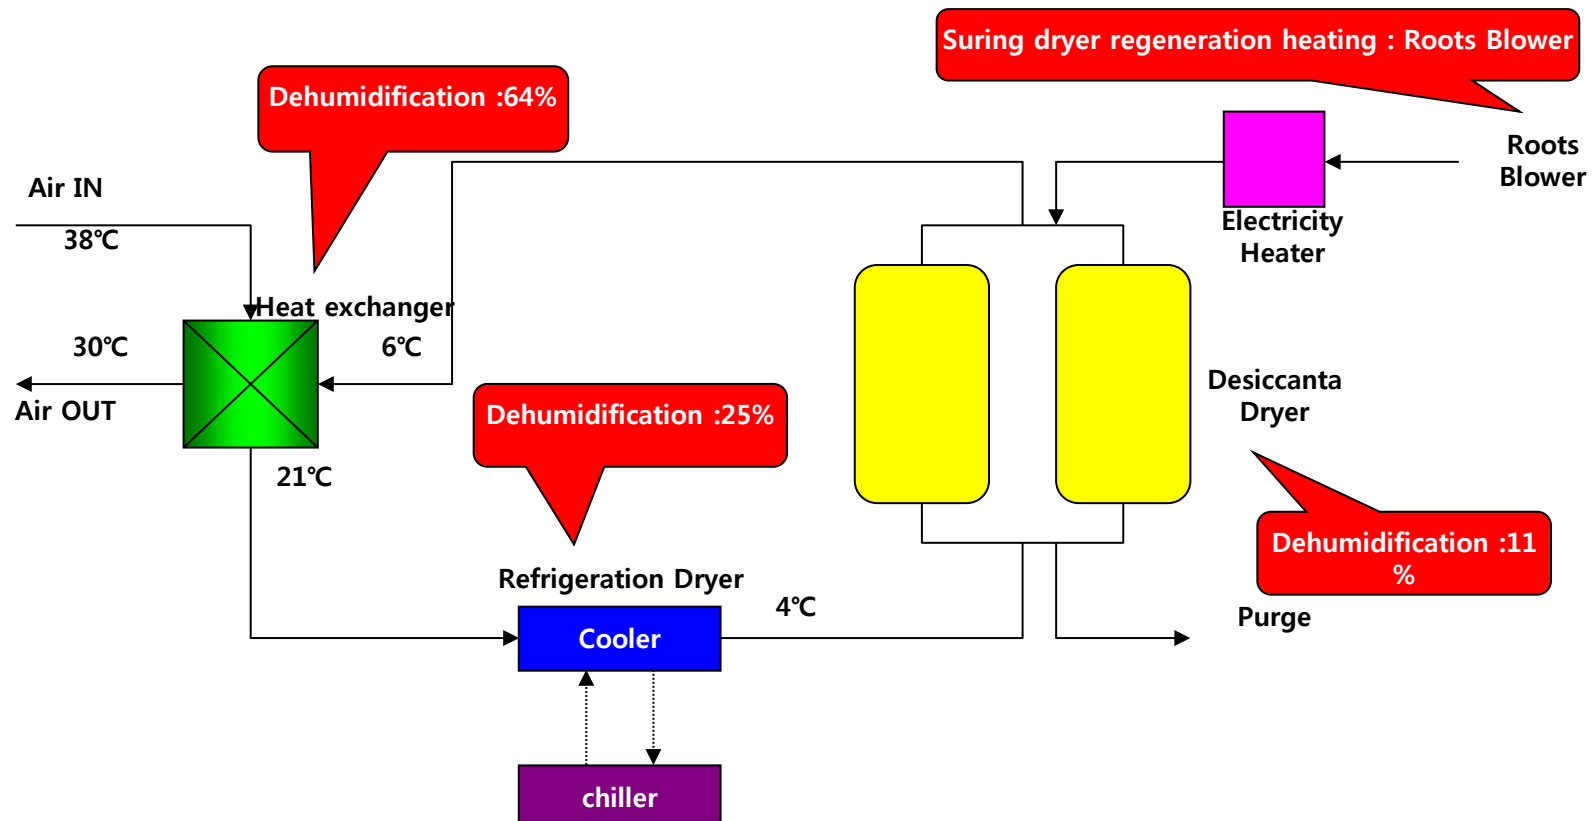 Suring dryer regeneration heating : Roots Blower
Dehumidification :64%
Roots
Blower
Air IN
38℃
Electricity
Heater
Heat exchanger
30℃
6℃
Air OUT
Desiccanta
Dryer
Dehumidification :25%
21℃
Dehumidification :11
%
Refrigeration Dryer
4℃
Purge
Cooler
chiller